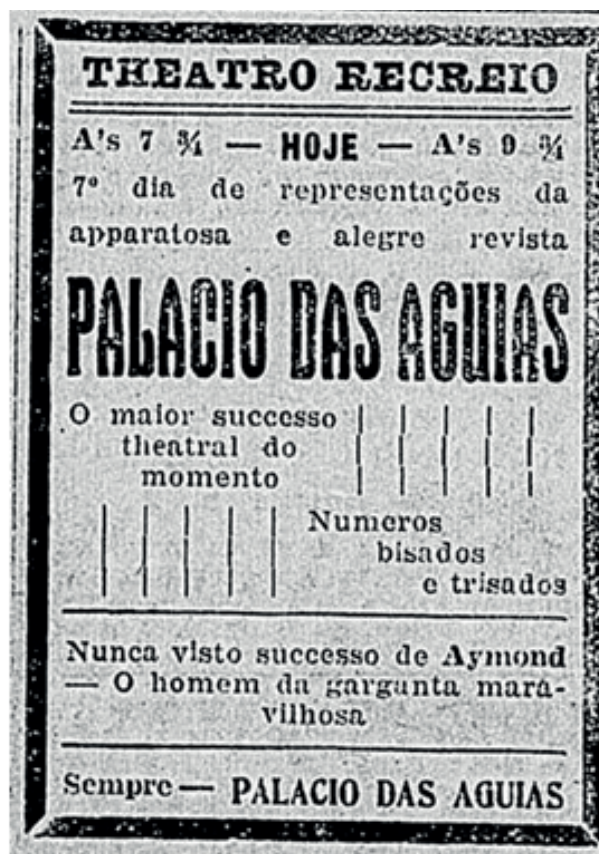 THEATRO RECREIO
A's 7 ¾ — HOJE — A's 9 ¾
7º dia de representações da
apparatosa e alegre revista
PALACIO DAS AGUIAS
O maior successo
theatral do
momento
Numeros
bisados
e trisados
Nunca visto successo de Aymond
— O homem da garganta mara-
vilhosa
Sempre — PALACIO DAS AGUIAS